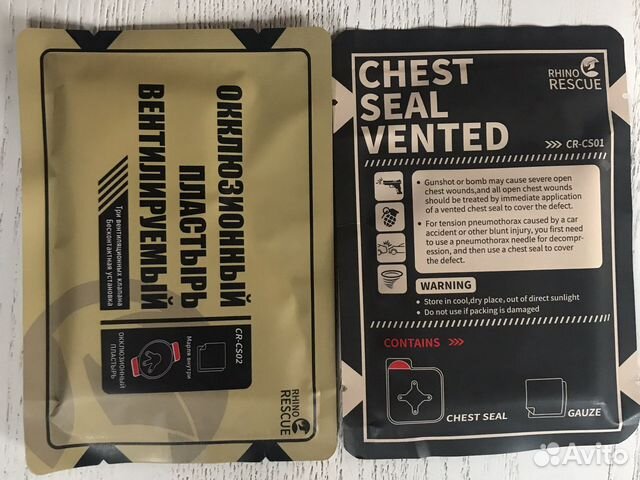 ОККЛЮЗИОННЫЙ
ПЛАСТЫРЬ
ВЕНТИЛИРУЕМЫЙ
Три вентиляционных клапана
Бесконтактная установка
CR-CS02
Марля внутри
ОККЛЮЗИОННЫЙ
ПЛАСТЫРЬ
RHINO
RESCUE
CHEST
SEAL
VENTED
RHINO
RESCUE
>>> CR-CS01
• Gunshot or bomb may cause severe open
chest wounds,and all open chest wounds
should be treated by immediate application
of a vented chest seal to cover the defect.
• For tension pneumothorax caused by a car
accident or other blunt injury, you first need
to use a pneumothorax needle for decompr-
ession, and then use a chest seal to cover
the defect.
WARNING
• Store in cool,dry place, out of direct sunlight
• Do not use if packing is damaged
CONTAINS >>>
CHEST SEAL
GAUZE
Avito